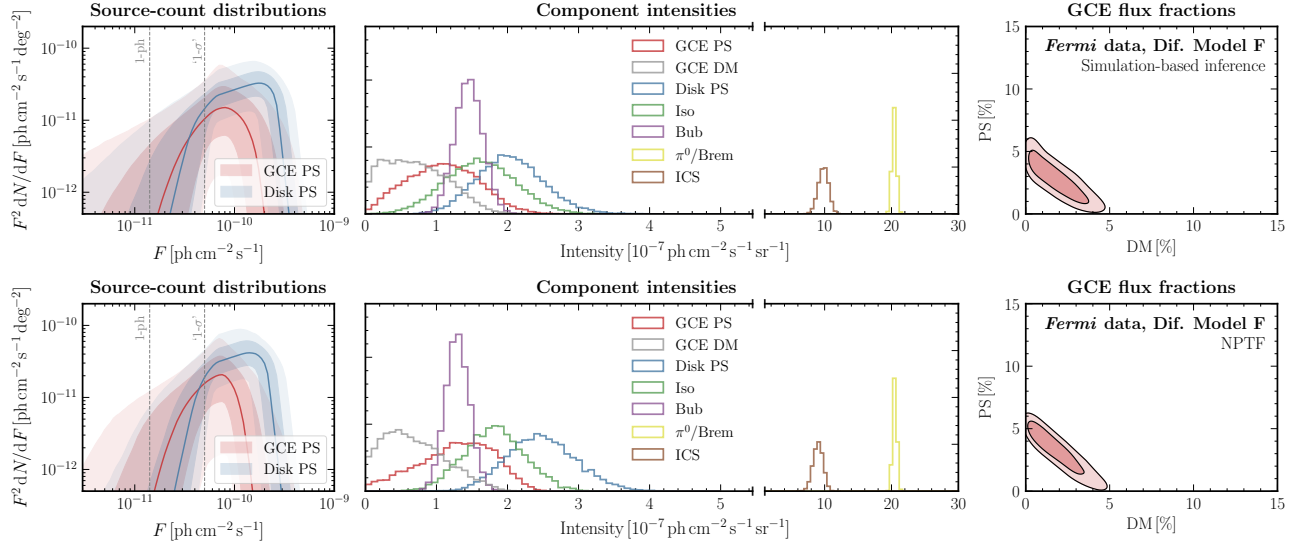 Source-count distributions
Component intensities
GCE flux fractions
10⁻¹⁰
10⁻¹¹
10⁻¹²
F² dN/dF [ph cm⁻² s⁻¹ deg⁻²]
1-ph
'1-σ'
GCE PS
Disk PS
10⁻¹¹
10⁻¹⁰
10⁻⁹
F [ph cm⁻² s⁻¹]
GCE PS
GCE DM
Disk PS
Iso
Bub
π⁰/Brem
ICS
0
1
2
3
4
5
10
20
30
Intensity [10⁻⁷ ph cm⁻² s⁻¹ sr⁻¹]
Fermi data, Dif. Model F
Simulation-based inference
15
10
5
0
PS [%]
0
5
10
15
DM [%]
Source-count distributions
Component intensities
GCE flux fractions
10⁻¹⁰
10⁻¹¹
10⁻¹²
F² dN/dF [ph cm⁻² s⁻¹ deg⁻²]
1-ph
'1-σ'
GCE PS
Disk PS
10⁻¹¹
10⁻¹⁰
10⁻⁹
F [ph cm⁻² s⁻¹]
GCE PS
GCE DM
Disk PS
Iso
Bub
π⁰/Brem
ICS
0
1
2
3
4
5
10
20
30
Intensity [10⁻⁷ ph cm⁻² s⁻¹ sr⁻¹]
Fermi data, Dif. Model F
NPTF
15
10
5
0
PS [%]
0
5
10
15
DM [%]